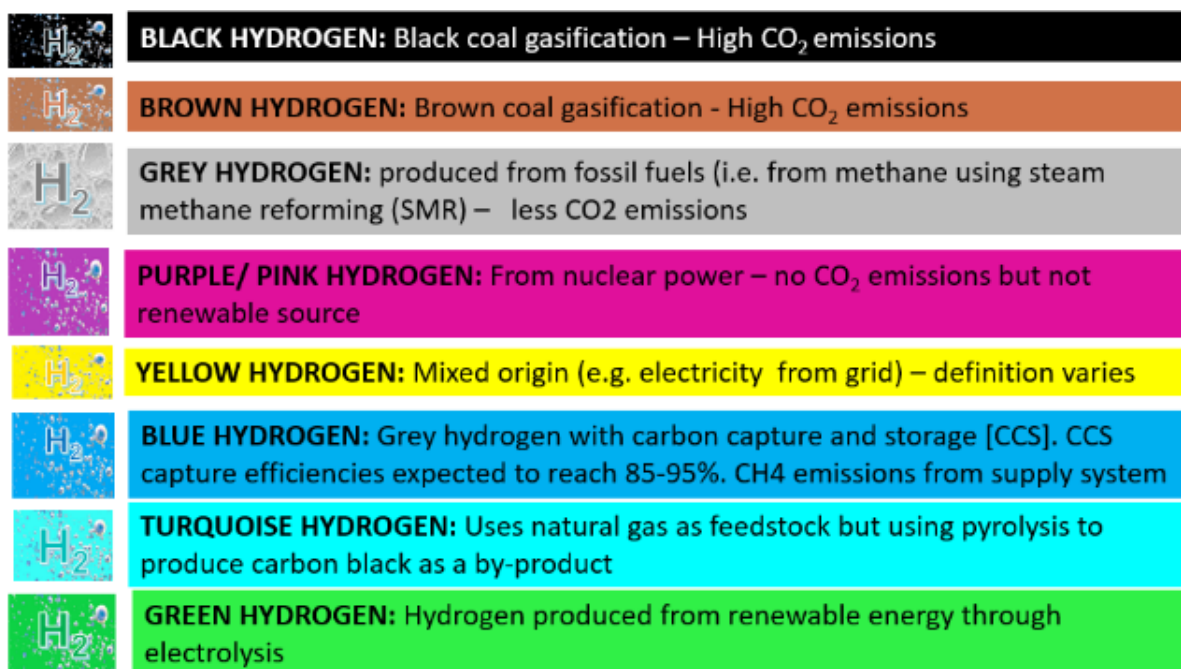 H₂
BLACK HYDROGEN: Black coal gasification – High CO₂ emissions
H₂
BROWN HYDROGEN: Brown coal gasification - High CO₂ emissions
H₂
GREY HYDROGEN: produced from fossil fuels (i.e. from methane using steam
methane reforming (SMR) – less CO2 emissions
H₂
PURPLE/ PINK HYDROGEN: From nuclear power – no CO₂ emissions but not
renewable source
H₂
YELLOW HYDROGEN: Mixed origin (e.g. electricity from grid) – definition varies
H₂
BLUE HYDROGEN: Grey hydrogen with carbon capture and storage [CCS]. CCS
capture efficiencies expected to reach 85-95%. CH4 emissions from supply system
H₂
TURQUOISE HYDROGEN: Uses natural gas as feedstock but using pyrolysis to
produce carbon black as a by-product
H₂
GREEN HYDROGEN: Hydrogen produced from renewable energy through
electrolysis